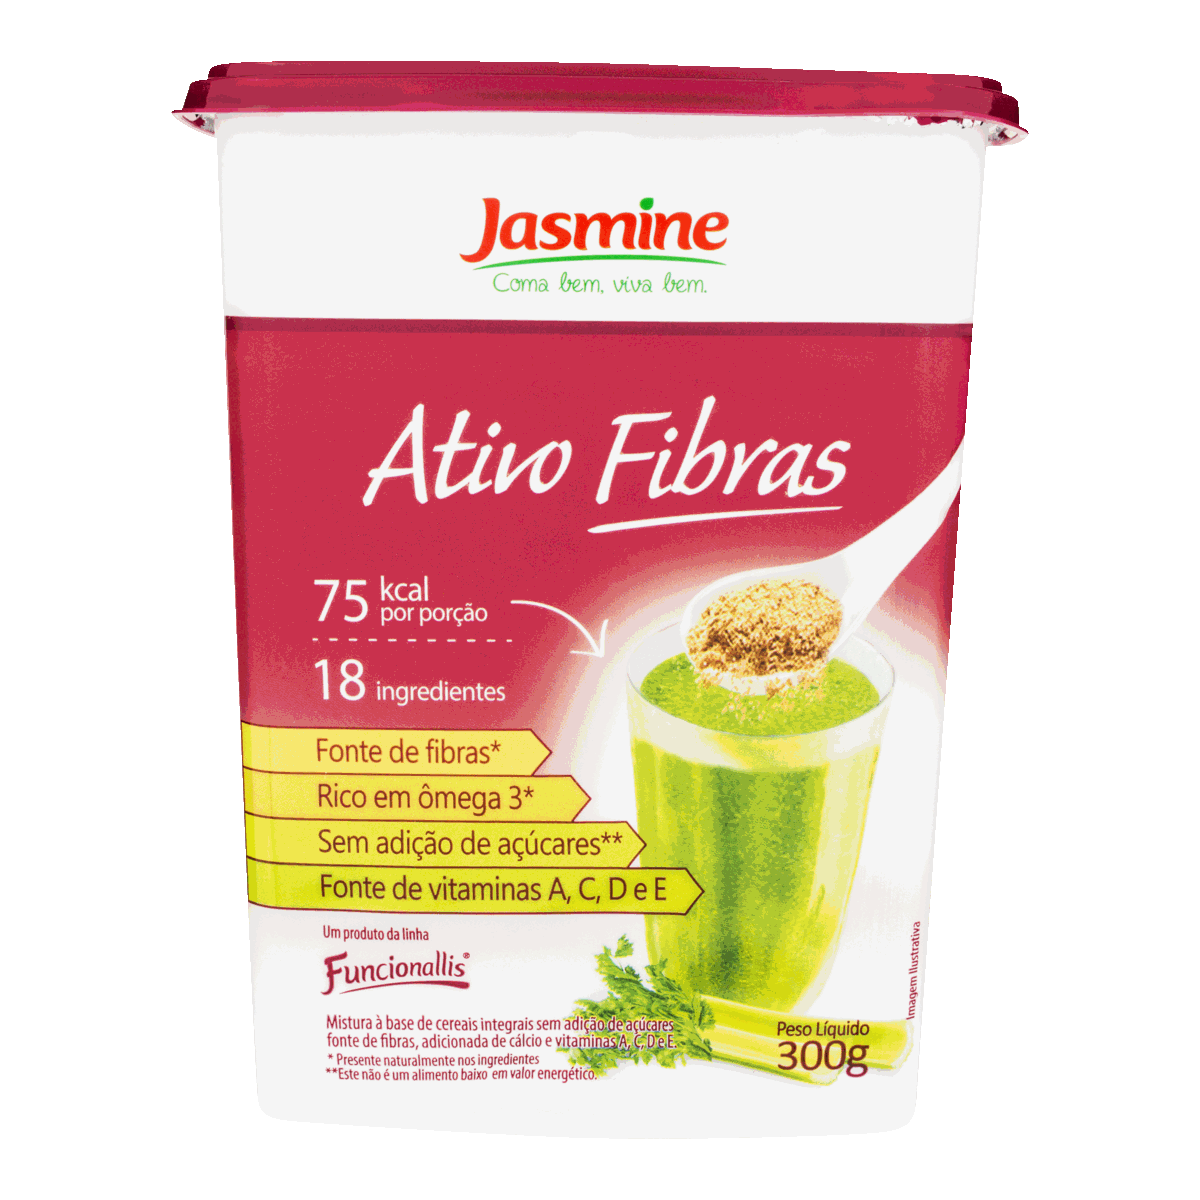 Jasmine
Coma bem, viva bem.
Ativo Fibras
75 kcal
por porção
18 ingredientes
Fonte de fibras*
Rico em ômega 3*
Sem adição de açúcares**
Fonte de vitaminas A, C, D e E
Um produto da linha
Funcionallis®
Mistura à base de cereais integrais sem adição de açúcares
fonte de fibras, adicionada de cálcio e vitaminas A, C, D e E.
* Presente naturalmente nos ingredientes
**Este não é um alimento baixo em valor energético.
Peso Líquido
300g
Imagem Ilustrativa